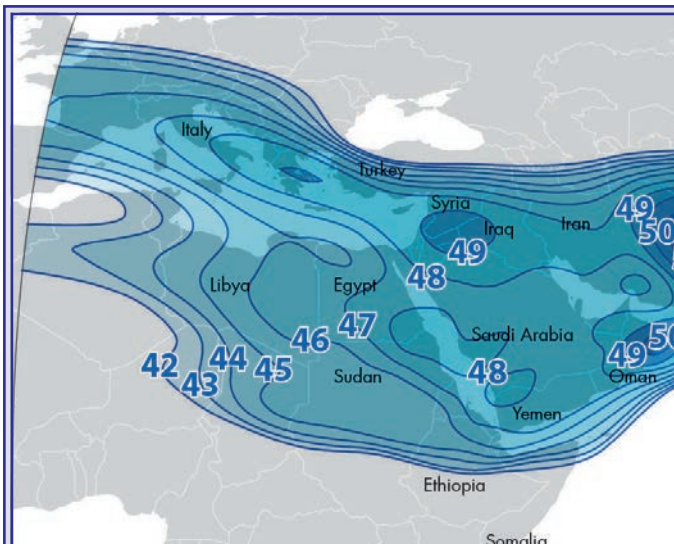 Italy
Turkey
Syria
49
Iraq
Iran
50
49
48
Libya
Egypt
47
46
Saudi Arabia
42
43
44
45
Sudan
48
49
Oman
Yemen
Ethiopia
Somalia